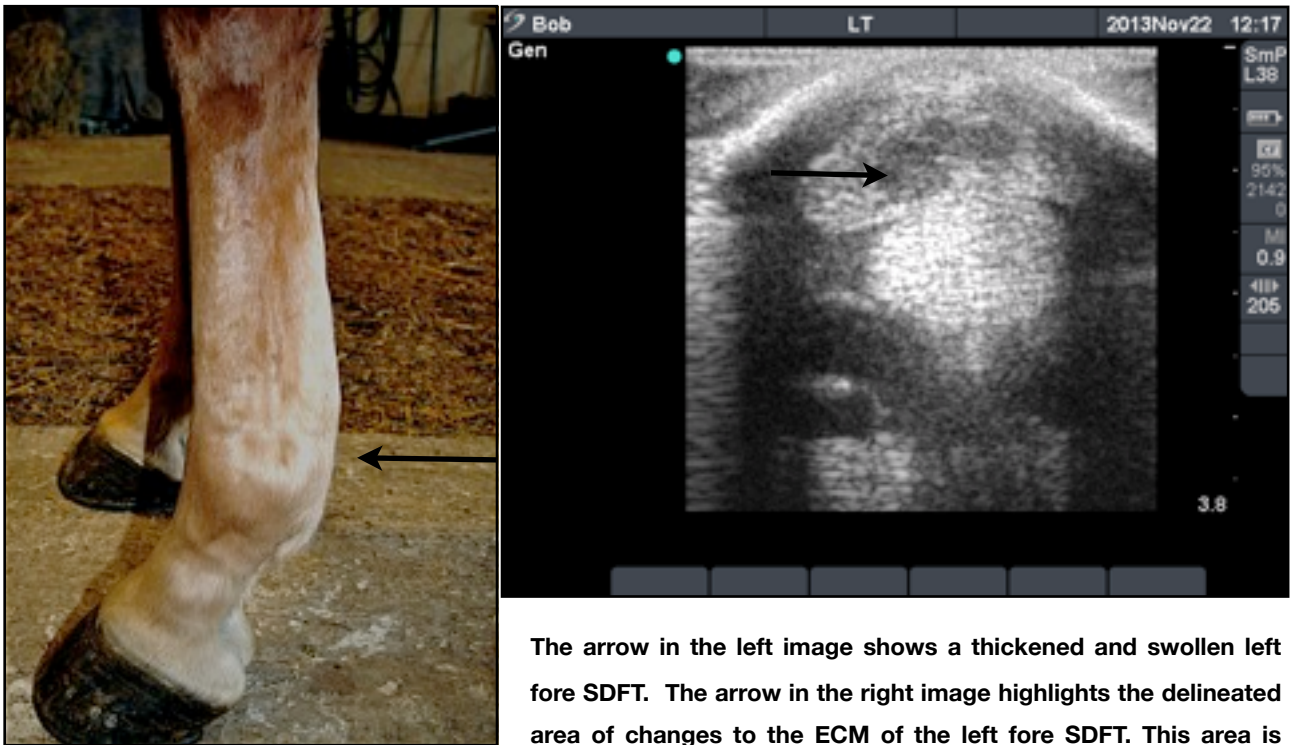 Bob LT 2013Nov22 12:17
Gen
SmP
L38
95%
2142
0
MI
0.9
205
3.8
The arrow in the left image shows a thickened and swollen left
fore SDFT. The arrow in the right image highlights the delineated
area of changes to the ECM of the left fore SDFT. This area is